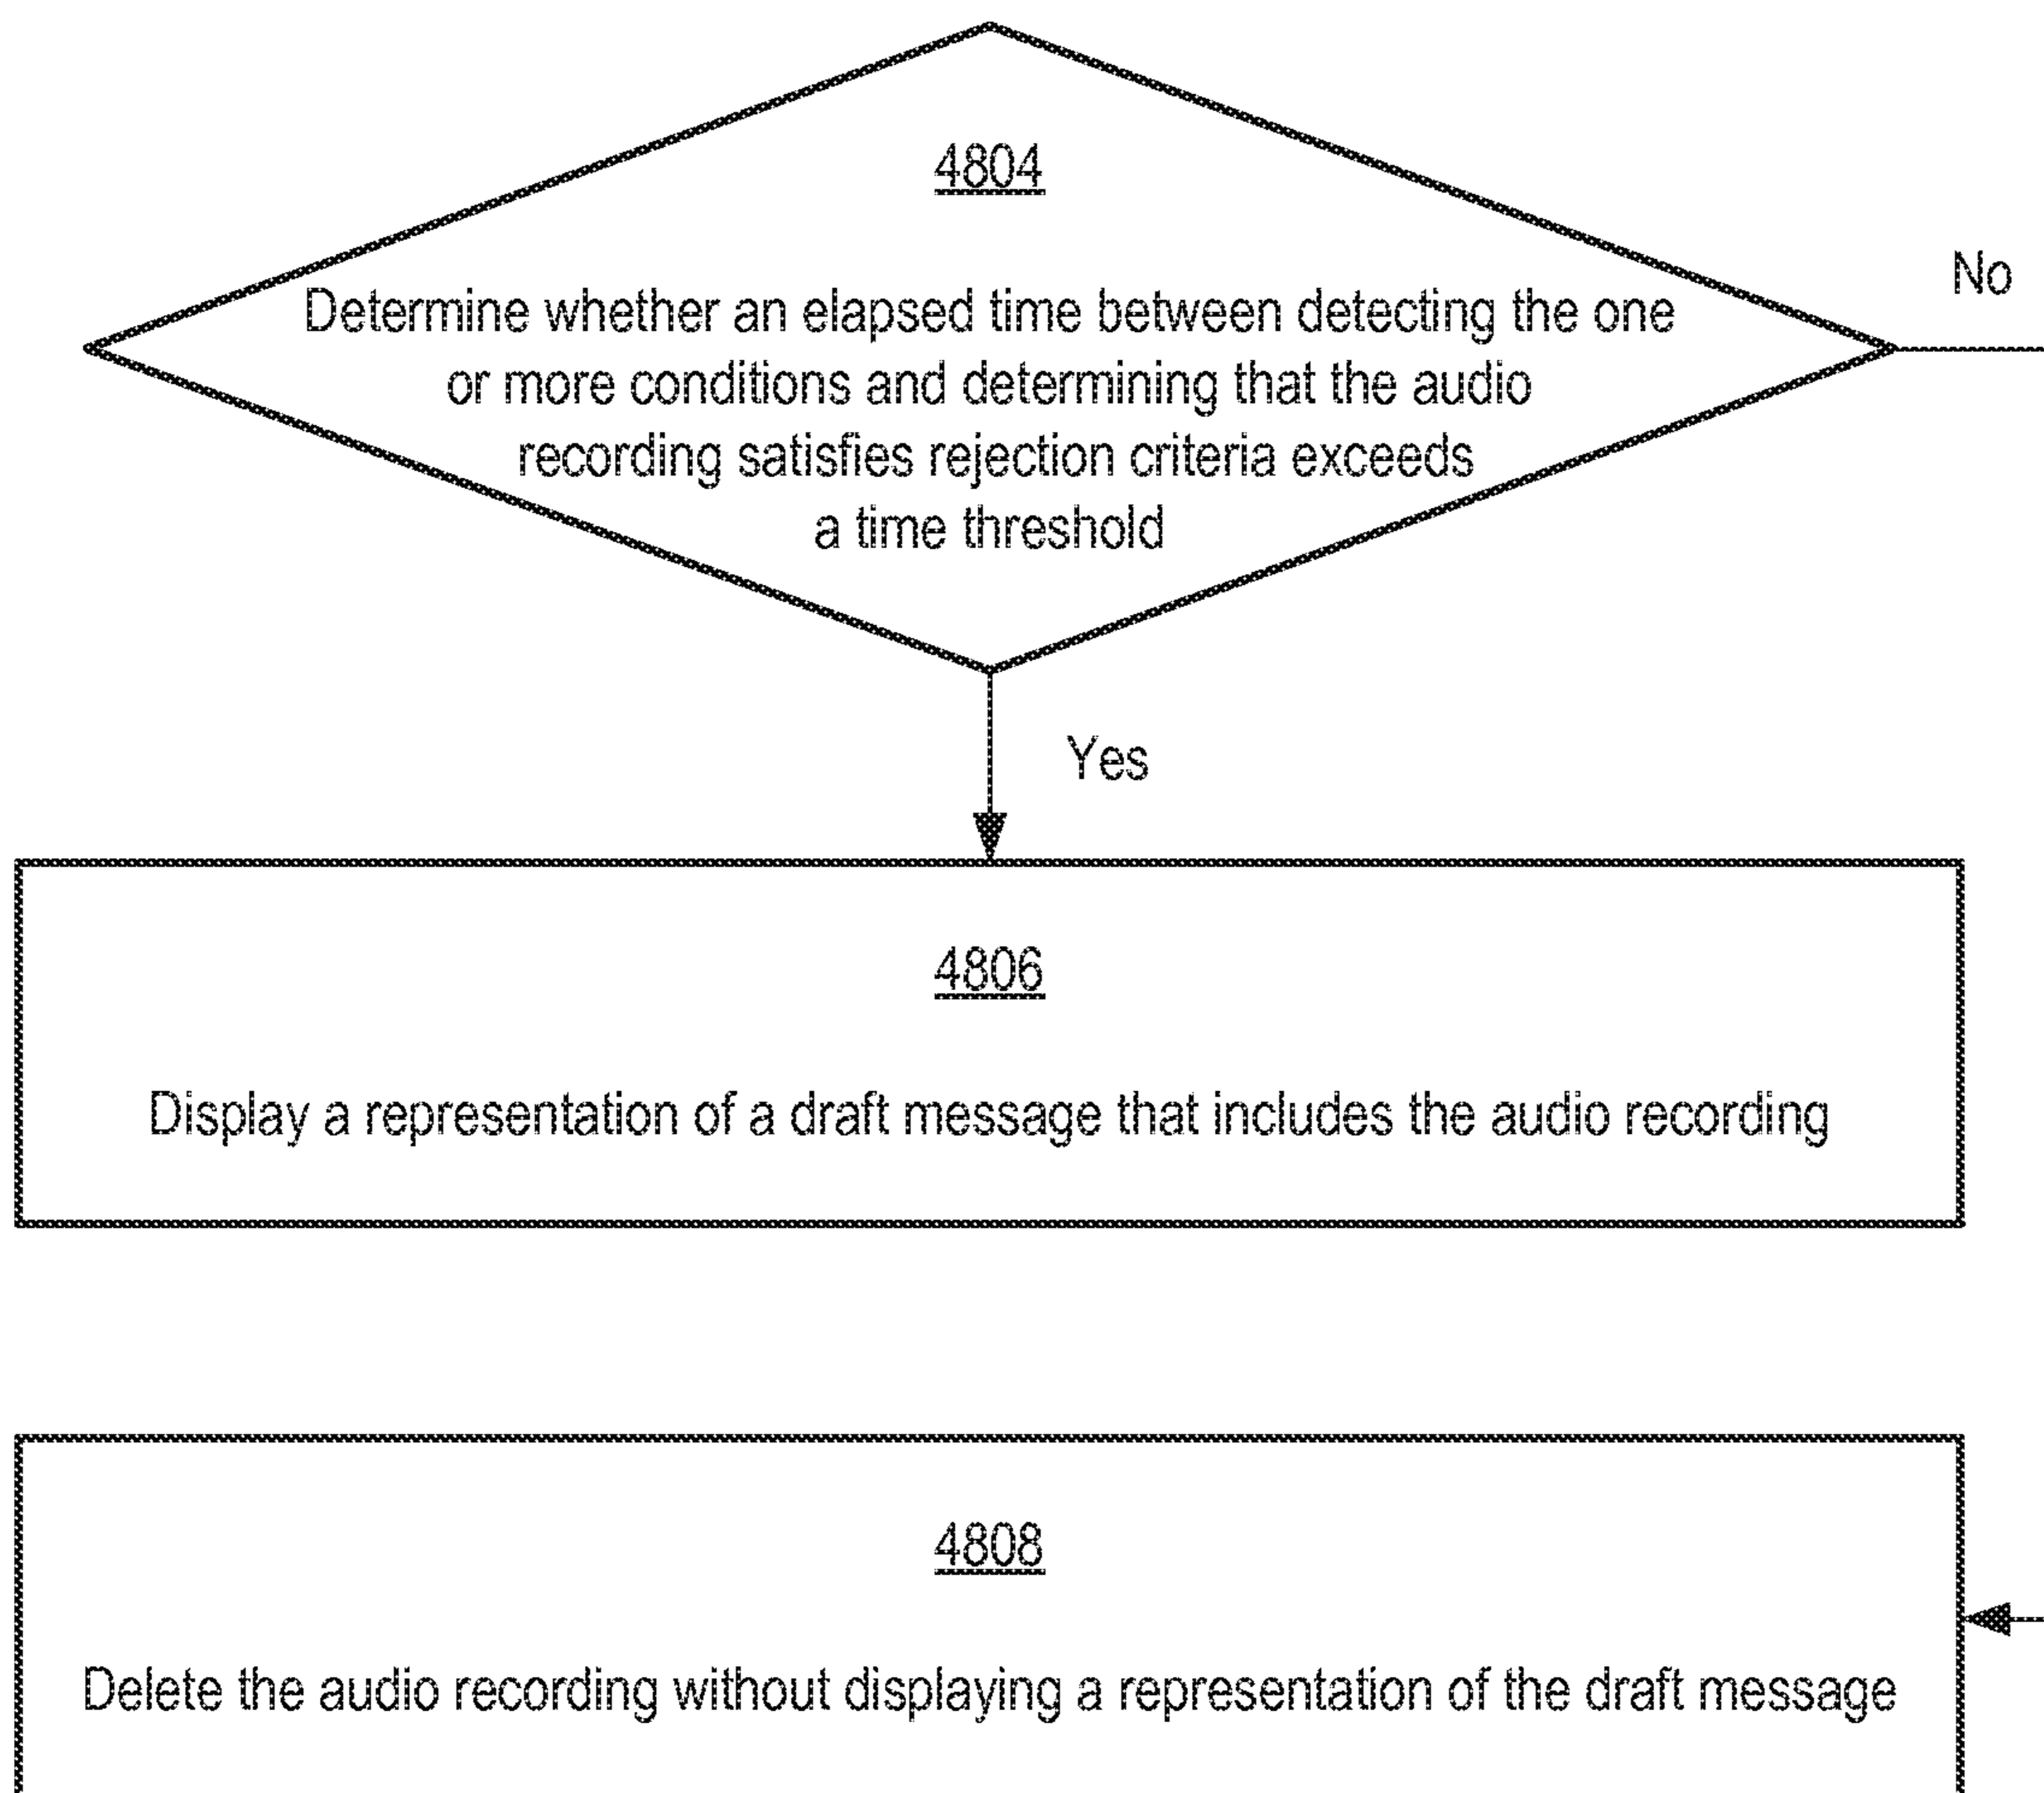 4804
No
Determine whether an elapsed time between detecting the one
or more conditions and determining that the audio
recording satisfies rejection criteria exceeds
a time threshold
Yes
4806
Display a representation of a draft message that includes the audio recording
4808
Delete the audio recording without displaying a representation of the draft message